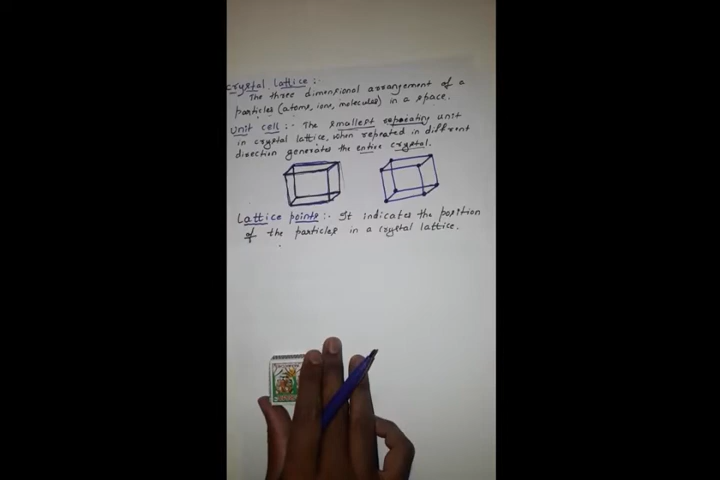 Crystal Lattice :-
The three dimensional arrangement of a
particles (atoms, ions, molecules) in a space.
Unit cell :- The smallest repeating unit
in crystal lattice, when repeated in different
direction generates the entire crystal.
Lattice points :- It indicates the position
of the particles in a crystal lattice.